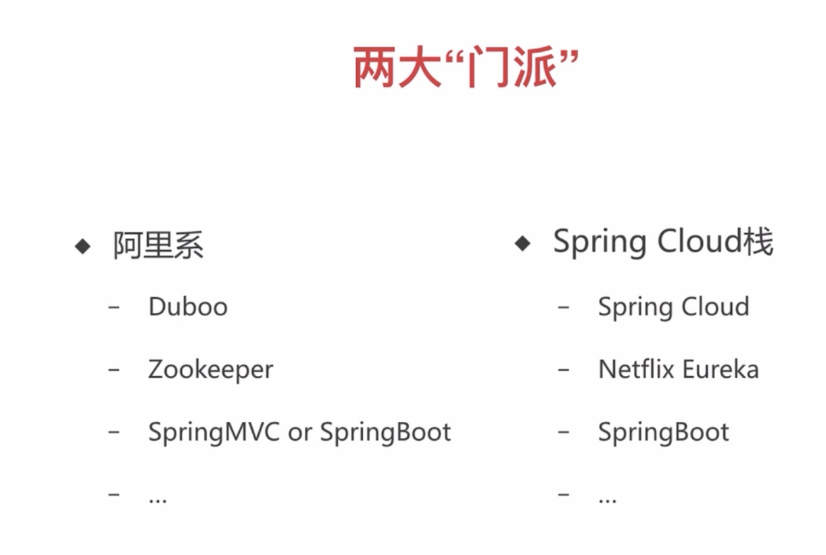 两大“门派”
◆ 阿里系
– Duboo
– Zookeeper
– SpringMVC or SpringBoot
– ...
◆ Spring Cloud栈
– Spring Cloud
– Netflix Eureka
– SpringBoot
– ...